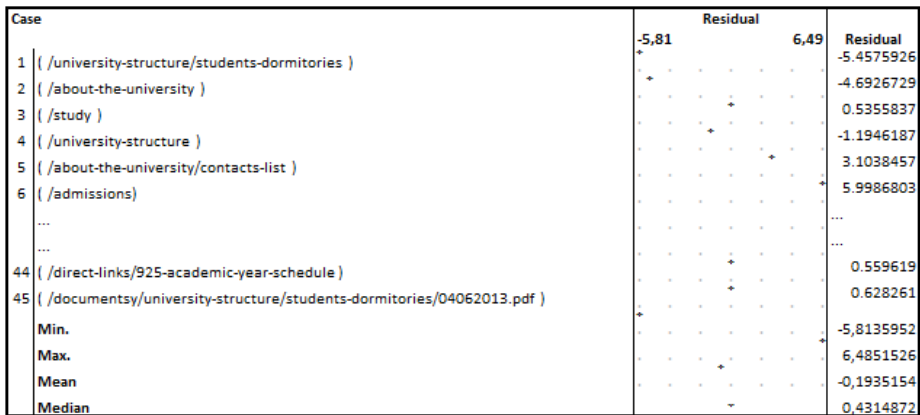 Case Residual
-5,81 6,49 Residual
1 ( /university-structure/students-dormitories ) -5.4575926
2 ( /about-the-university ) -4.6926729
3 ( /study ) 0.5355837
4 ( /university-structure ) -1.1946187
5 ( /about-the-university/contacts-list ) 3.1038457
6 ( /admissions) 5.9986803
... ...
... ...
44 ( /direct-links/925-academic-year-schedule ) 0.559619
45 ( /documentsy/university-structure/students-dormitories/04062013.pdf ) 0.628261
Min. -5,8135952
Max. 6,4851526
Mean -0,1935154
Median 0,4314872